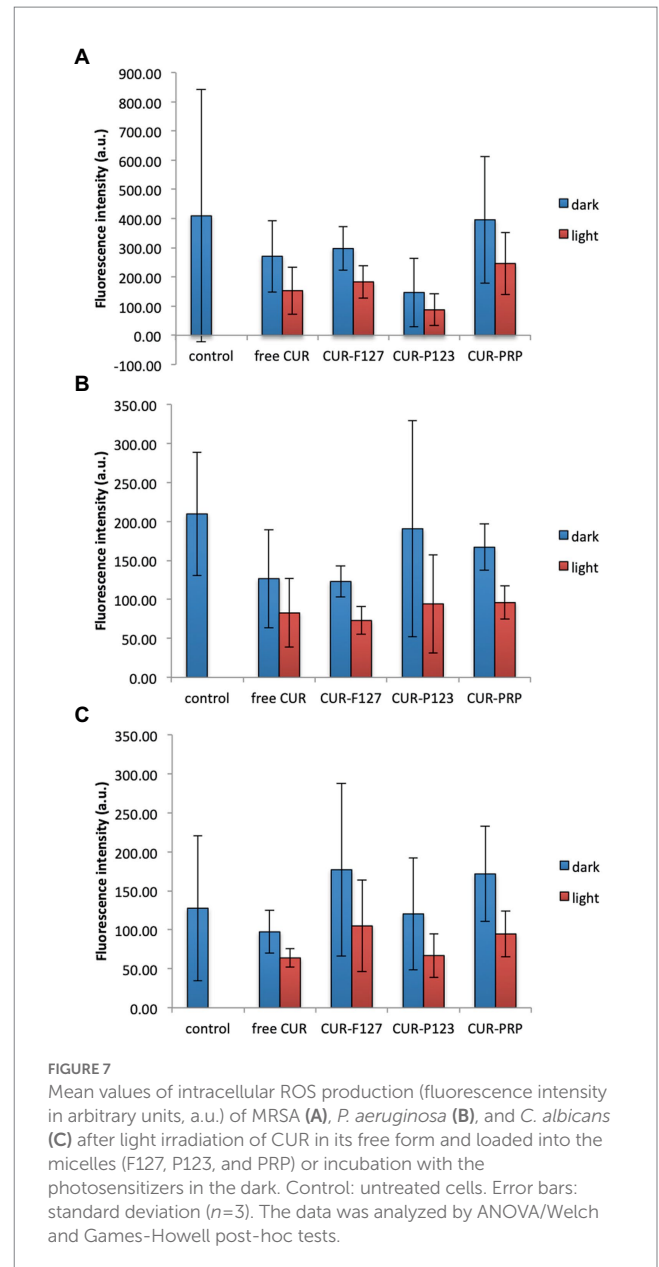 A
900.00
800.00
700.00
600.00
500.00
400.00
300.00
200.00
100.00
0.00
-100.00
Fluorescence intensity (a.u.)
control free CUR CUR-F127 CUR-P123 CUR-PRP
dark
light
B
350.00
300.00
250.00
200.00
150.00
100.00
50.00
0.00
Fluorescence intensity (a.u.)
control free CUR CUR-F127 CUR-P123 CUR-PRP
dark
light
C
350.00
300.00
250.00
200.00
150.00
100.00
50.00
0.00
Fluorescence intensity (a.u.)
control free CUR CUR-F127 CUR-P123 CUR-PRP
dark
light
FIGURE 7
Mean values of intracellular ROS production (fluorescence intensity
in arbitrary units, a.u.) of MRSA (A), P. aeruginosa (B), and C. albicans
(C) after light irradiation of CUR in its free form and loaded into the
micelles (F127, P123, and PRP) or incubation with the
photosensitizers in the dark. Control: untreated cells. Error bars:
standard deviation (n=3). The data was analyzed by ANOVA/Welch
and Games-Howell post-hoc tests.